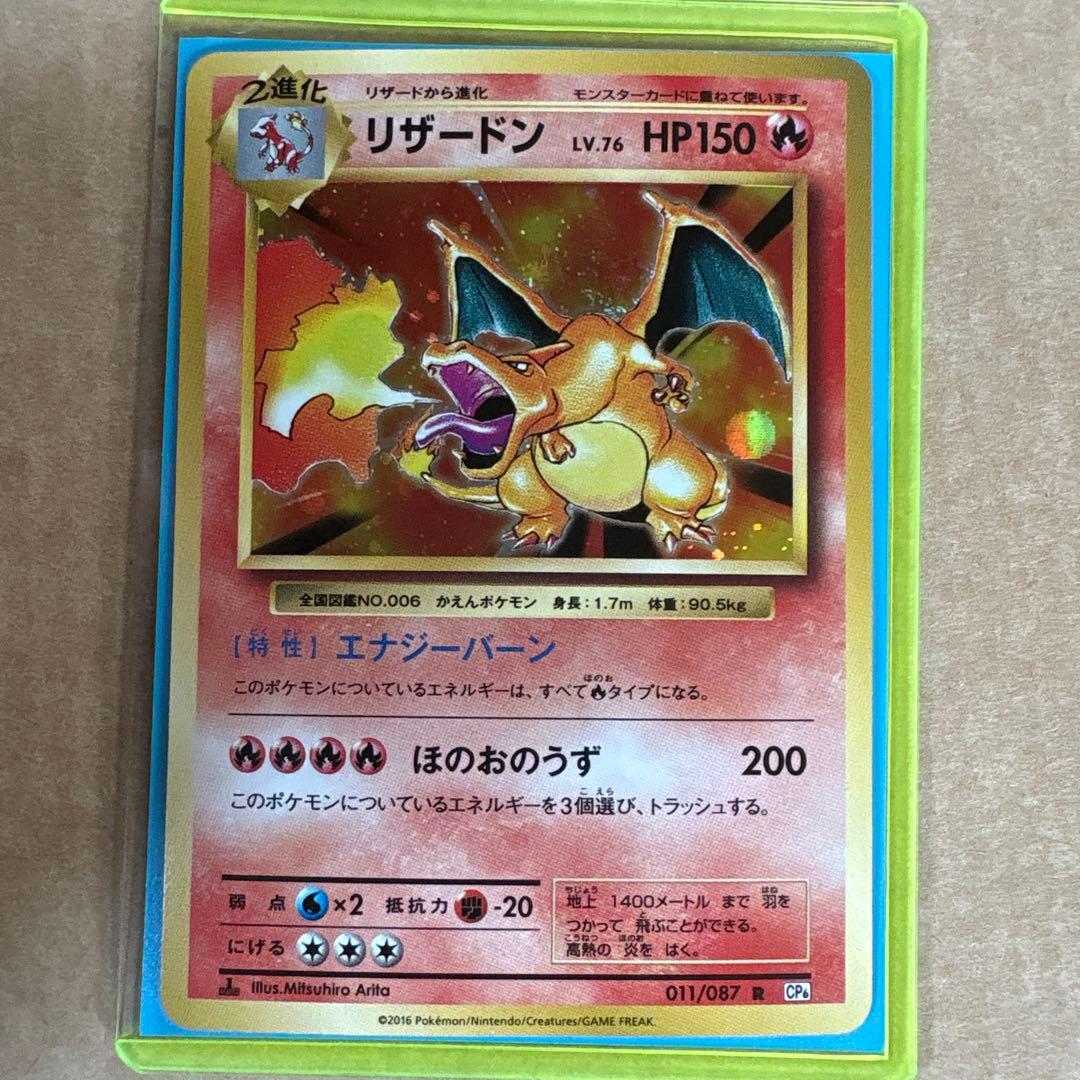 2進化 リザードから進化 モンスターカードに重ねて使います。
リザードン LV.76 HP150
全国図鑑NO.006 かえんポケモン 身長:1.7m 体重:90.5kg
[特性] エナジーバーン
このポケモンについているエネルギーは、すべてタイプになる。
ほのおのうず 200
このポケモンについているエネルギーを3個選び、トラッシュする。
弱点 ×2 抵抗力 -20
にげる
地上 1400メートル まで 羽を
つかって 飛ぶことができる。
高熱の 炎を はく。
Illus.Mitsuhiro Arita
011/087 R CP6
©2016 Pokémon/Nintendo/Creatures/GAME FREAK.